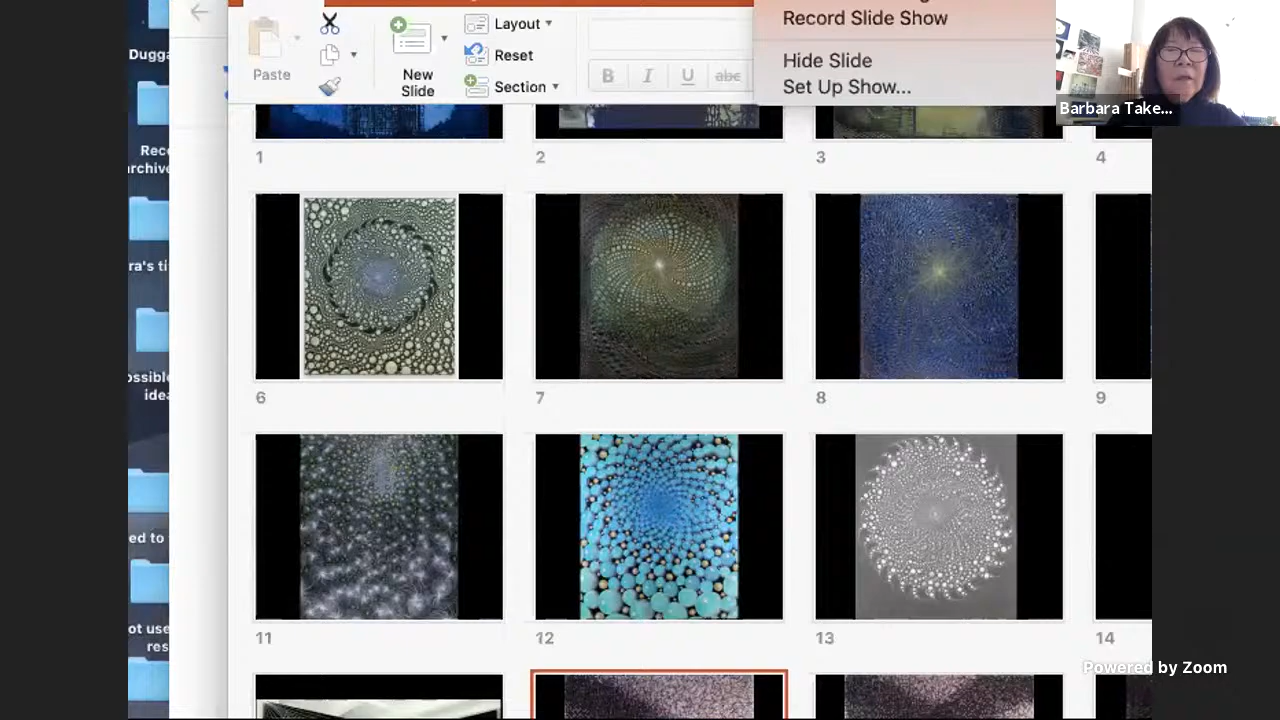 Record Slide Show
Hide Slide
Set Up Show...
Paste
New
Slide
Layout
Reset
Section
B I U abc
Barbara Take...
Dugga
Rec
archive
ra's ti
ossible
idea
ed to
ot use
res
1
2
3
4
6
7
8
9
11
12
13
14
Powered by Zoom